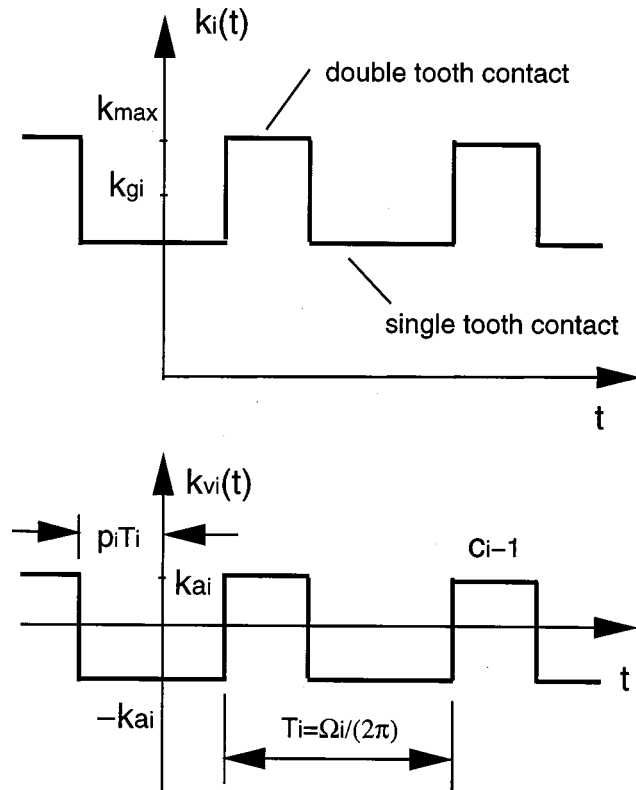 ki(t)
double tooth contact
kmax
kgi
single tooth contact
t
kvi(t)
piTi
ci−1
kai
t
−kai
Ti=Ωi/(2π)